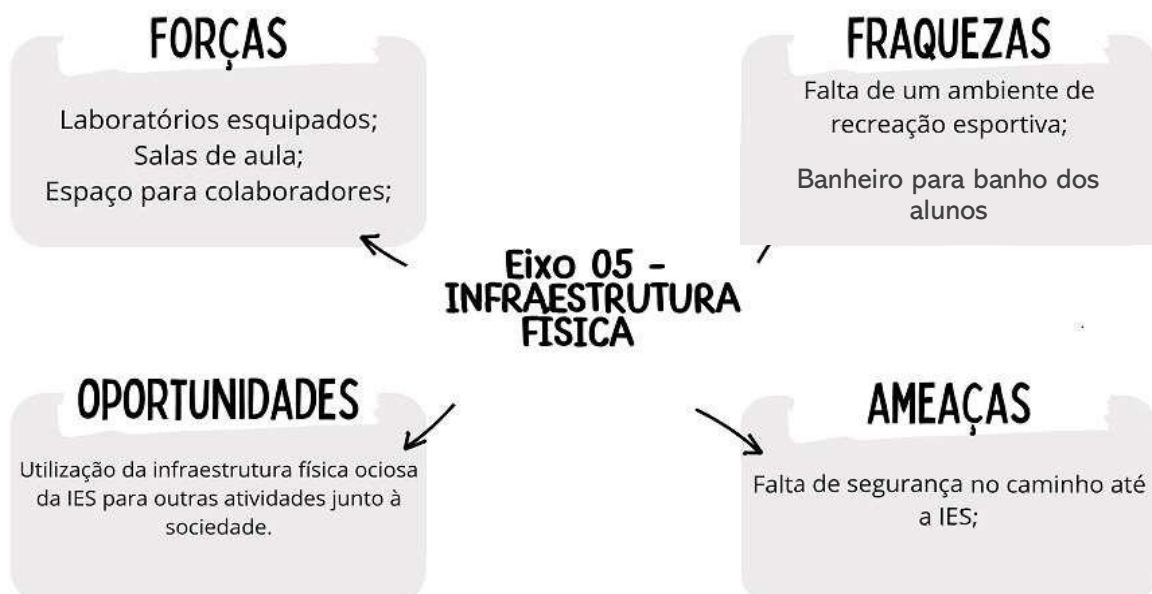 FORÇAS
Laboratórios esquipados;
Salas de aula;
Espaço para colaboradores;
FRAQUEZAS
Falta de um ambiente de
recreação esportiva;
Banheiro para banho dos
alunos
Eixo 05 -
INFRAESTRUTURA
FÍSICA
OPORTUNIDADES
Utilização da infraestrutura física ociosa
da IES para outras atividades junto à
sociedade.
AMEAÇAS
Falta de segurança no caminho até
a IES;